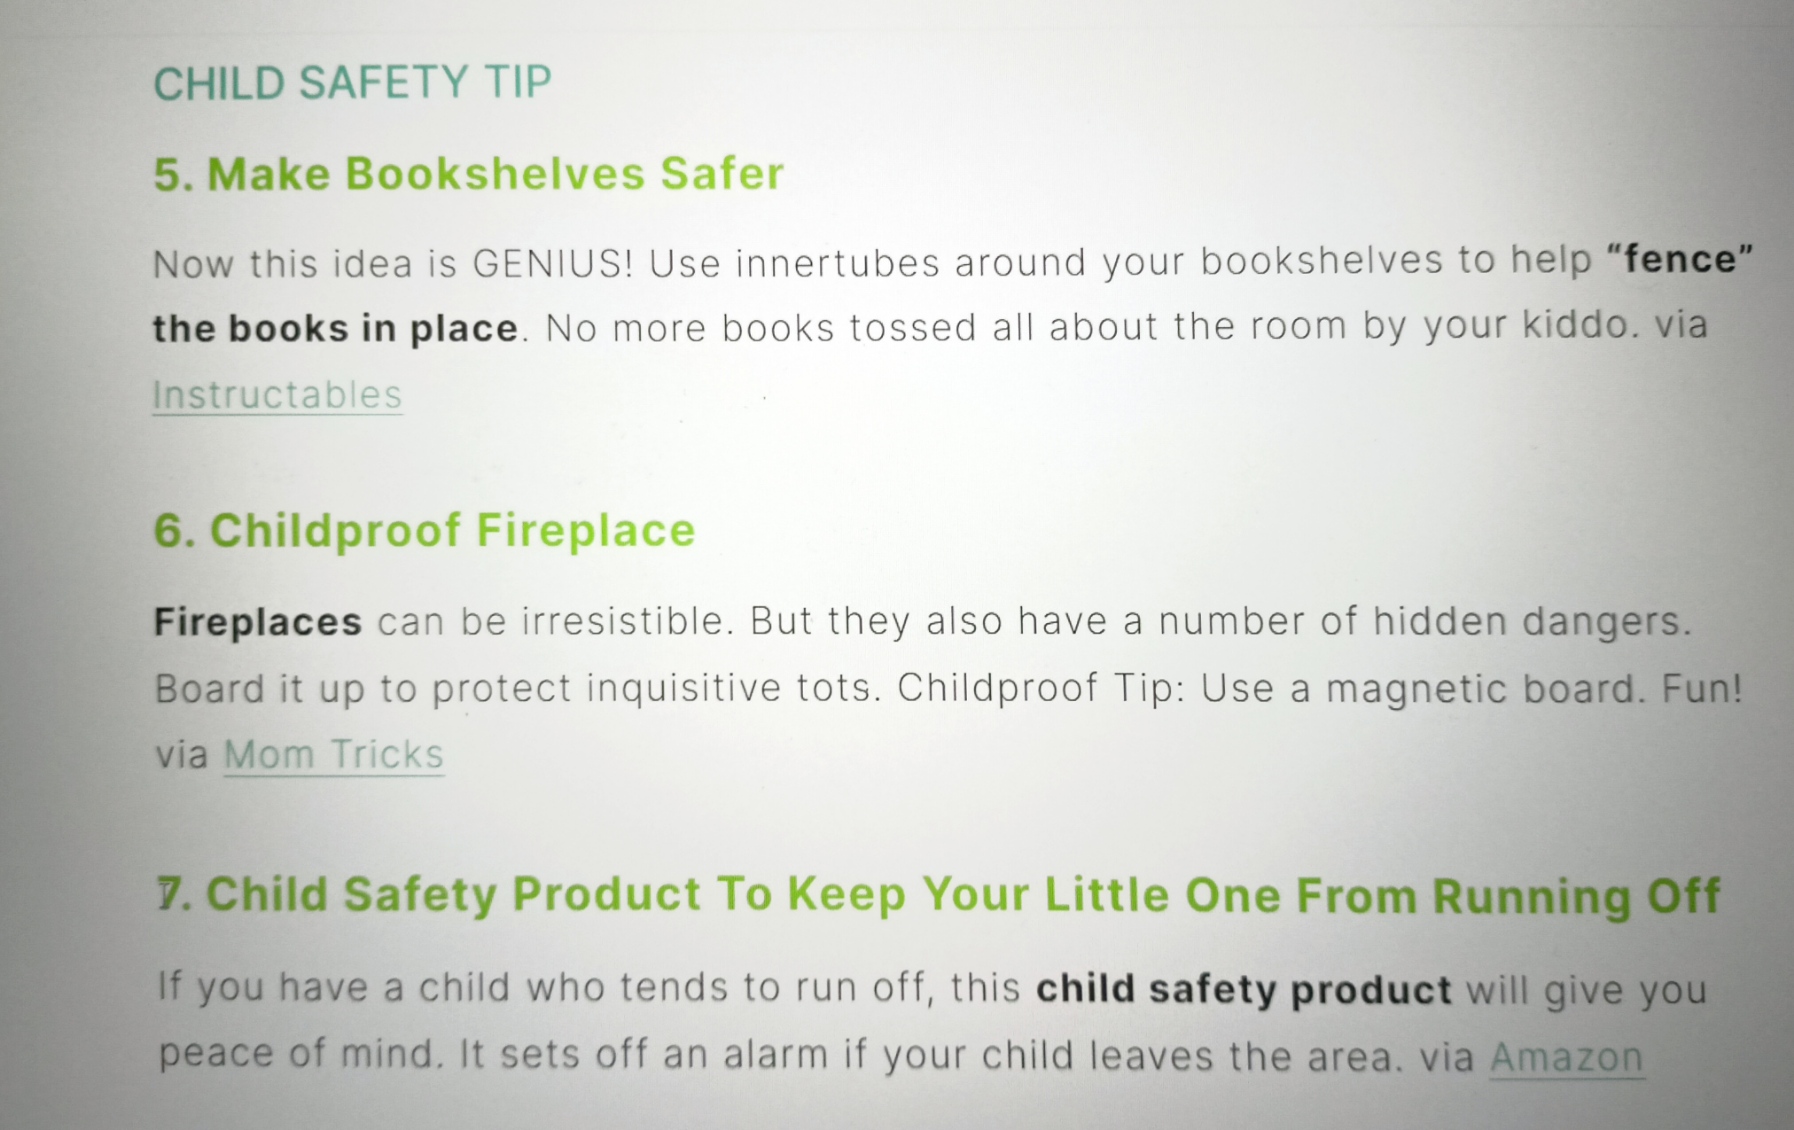 CHILD SAFETY TIP
5. Make Bookshelves Safer
Now this idea is GENIUS! Use innertubes around your bookshelves to help “fence”
the books in place. No more books tossed all about the room by your kiddo. via
Instructables
6. Childproof Fireplace
Fireplaces can be irresistible. But they also have a number of hidden dangers.
Board it up to protect inquisitive tots. Childproof Tip: Use a magnetic board. Fun!
via Mom Tricks
7. Child Safety Product To Keep Your Little One From Running Off
If you have a child who tends to run off, this child safety product will give you
peace of mind. It sets off an alarm if your child leaves the area. via Amazon